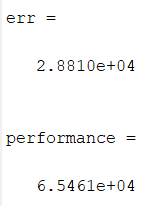 err =
2.8810e+04
performance =
6.5461e+04